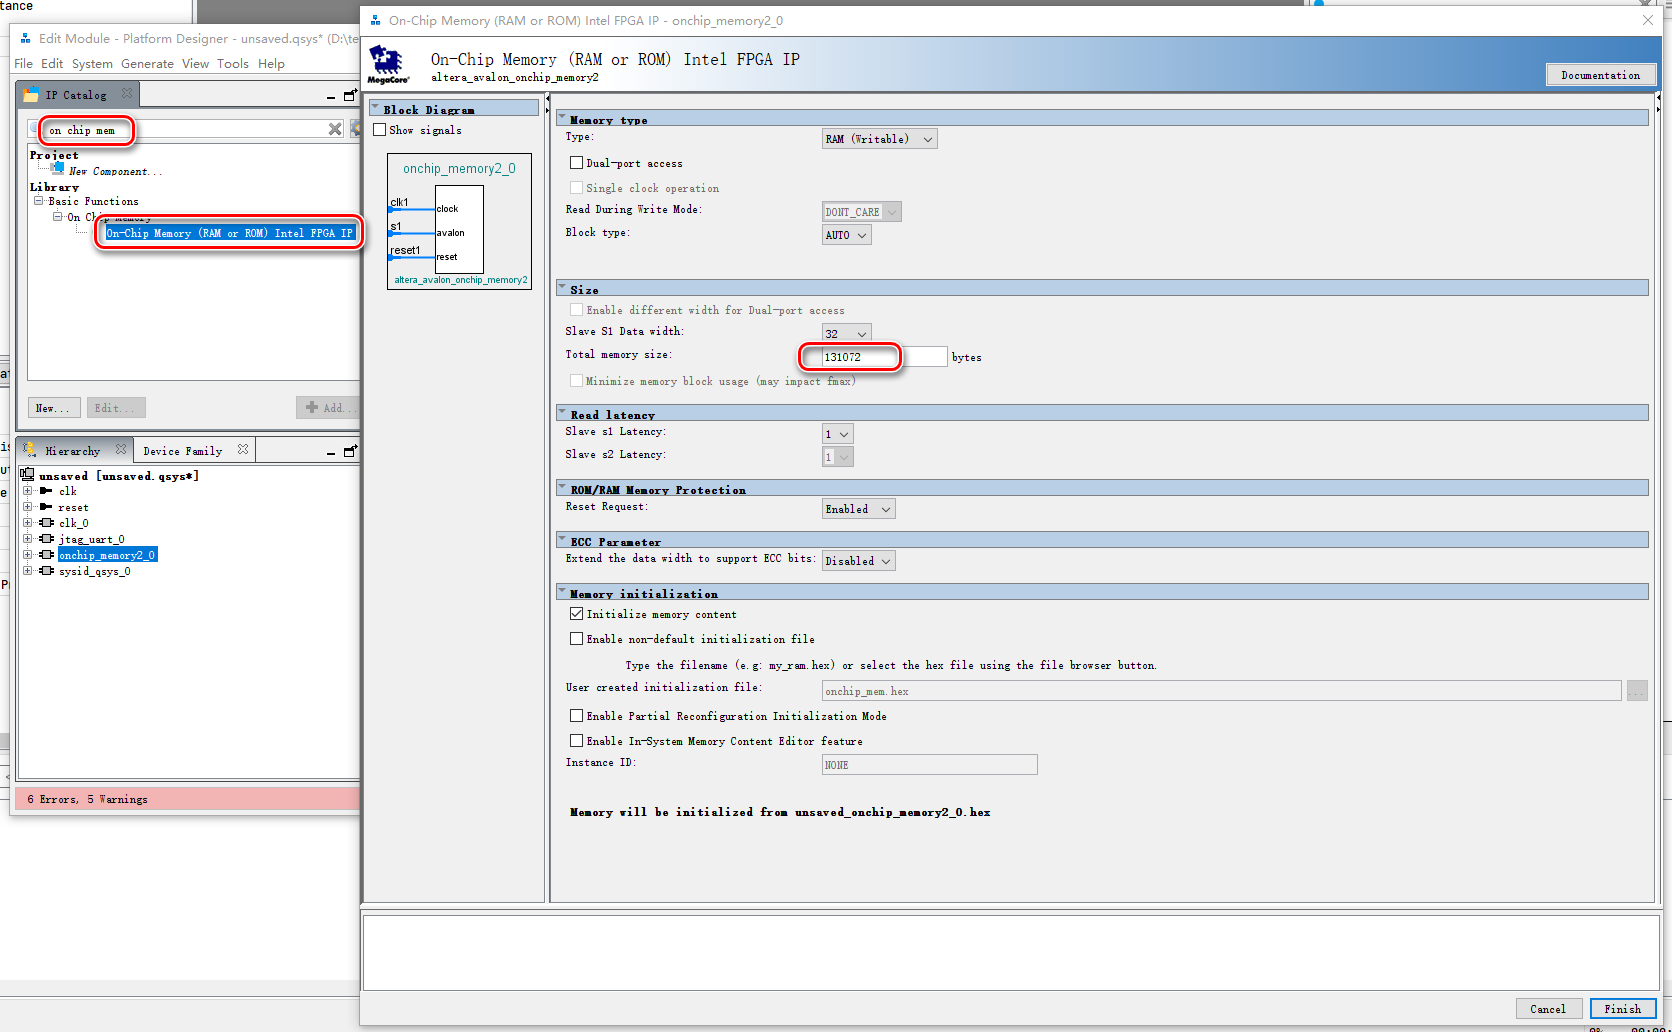 tance
Edit Module - Platform Designer - unsaved.qsys* (D:\te
File Edit System Generate View Tools Help
IP Catalog
on chip mem
Project
New Component...
Library
Basic Functions
On Chip Memory
On-Chip Memory (RAM or ROM) Intel FPGA IP
New...
Edit...
Add...
Hierarchy
Device Family
unsaved [unsaved.qsys*]
clk
reset
clk_0
jtag_uart_0
onchip_memory2_0
sysid_qsys_0
6 Errors, 5 Warnings
On-Chip Memory (RAM or ROM) Intel FPGA IP - onchip_memory2_0
MegaCore®
On-Chip Memory (RAM or ROM) Intel FPGA IP
altera_avalon_onchip_memory2
Documentation
Block Diagram
Show signals
onchip_memory2_0
clk1
clock
s1
avalon
reset1
reset
altera_avalon_onchip_memory2
Memory type
Type:
RAM (Writable)
Dual-port access
Single clock operation
Read During Write Mode:
DONT_CARE
Block type:
AUTO
Size
Enable different width for Dual-port access
Slave S1 Data width:
32
Total memory size:
131072
bytes
Minimize memory block usage (may impact fmax)
Read latency
Slave s1 Latency:
1
Slave s2 Latency:
1
ROM/RAM Memory Protection
Reset Request:
Enabled
ECC Parameter
Extend the data width to support ECC bits:
Disabled
Memory initialization
Initialize memory content
Enable non-default initialization file
Type the filename (e.g: my_ram.hex) or select the hex file using the file browser button.
User created initialization file:
onchip_mem.hex
...
Enable Partial Reconfiguration Initialization Mode
Enable In-System Memory Content Editor feature
Instance ID:
NONE
Memory will be initialized from unsaved_onchip_memory2_0.hex
Cancel
Finish